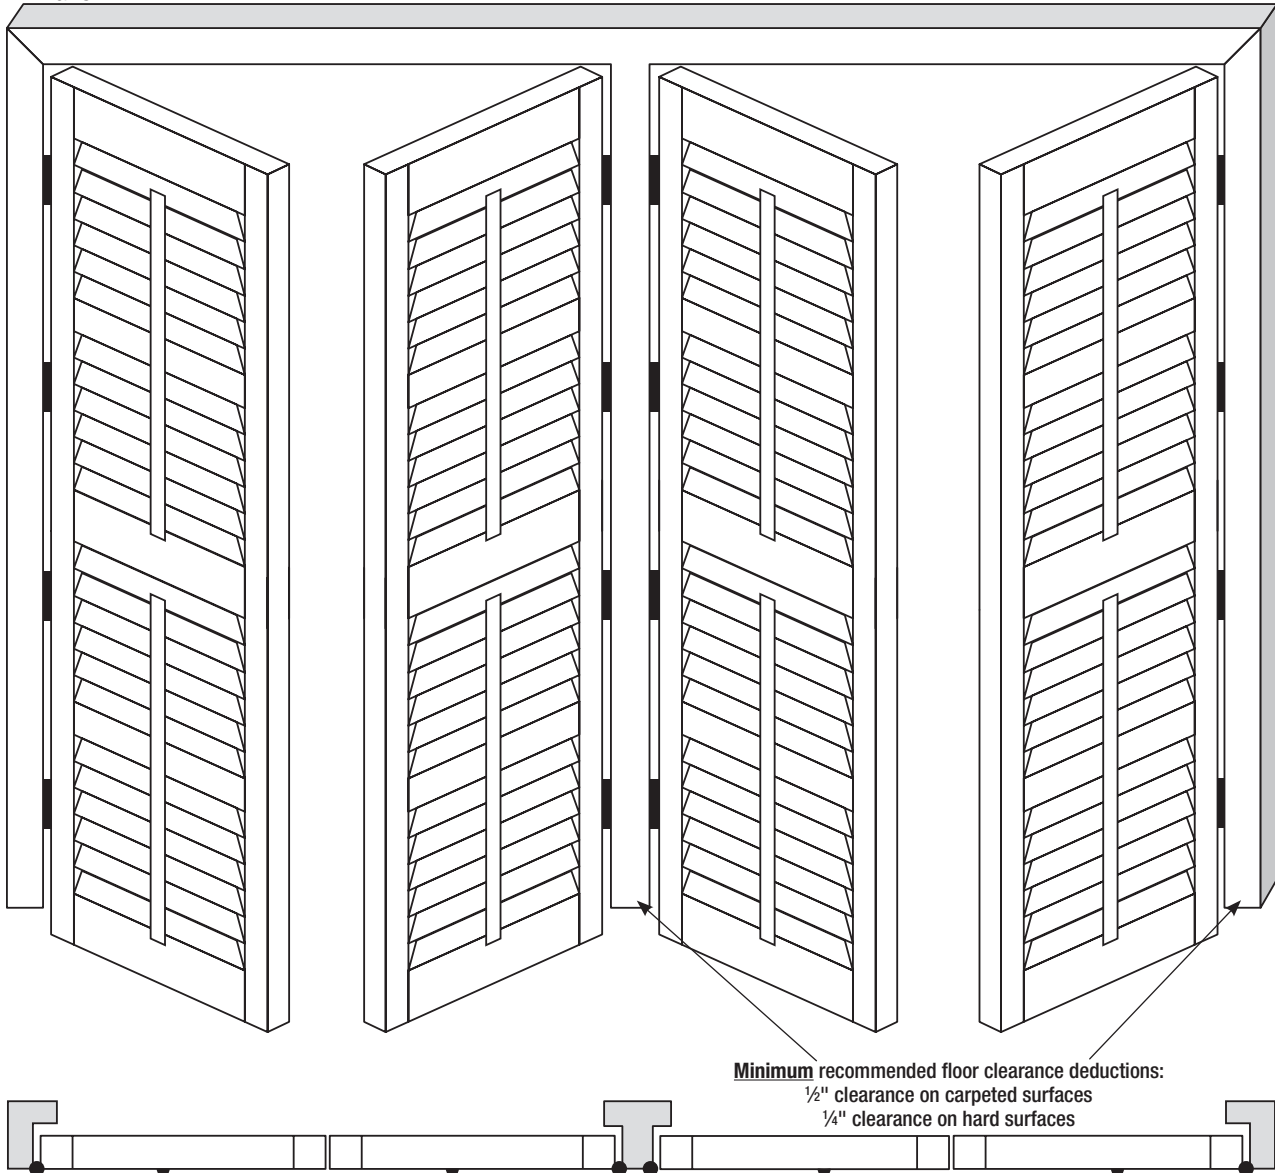 Minimum recommended floor clearance deductions:
½" clearance on carpeted surfaces
¼" clearance on hard surfaces